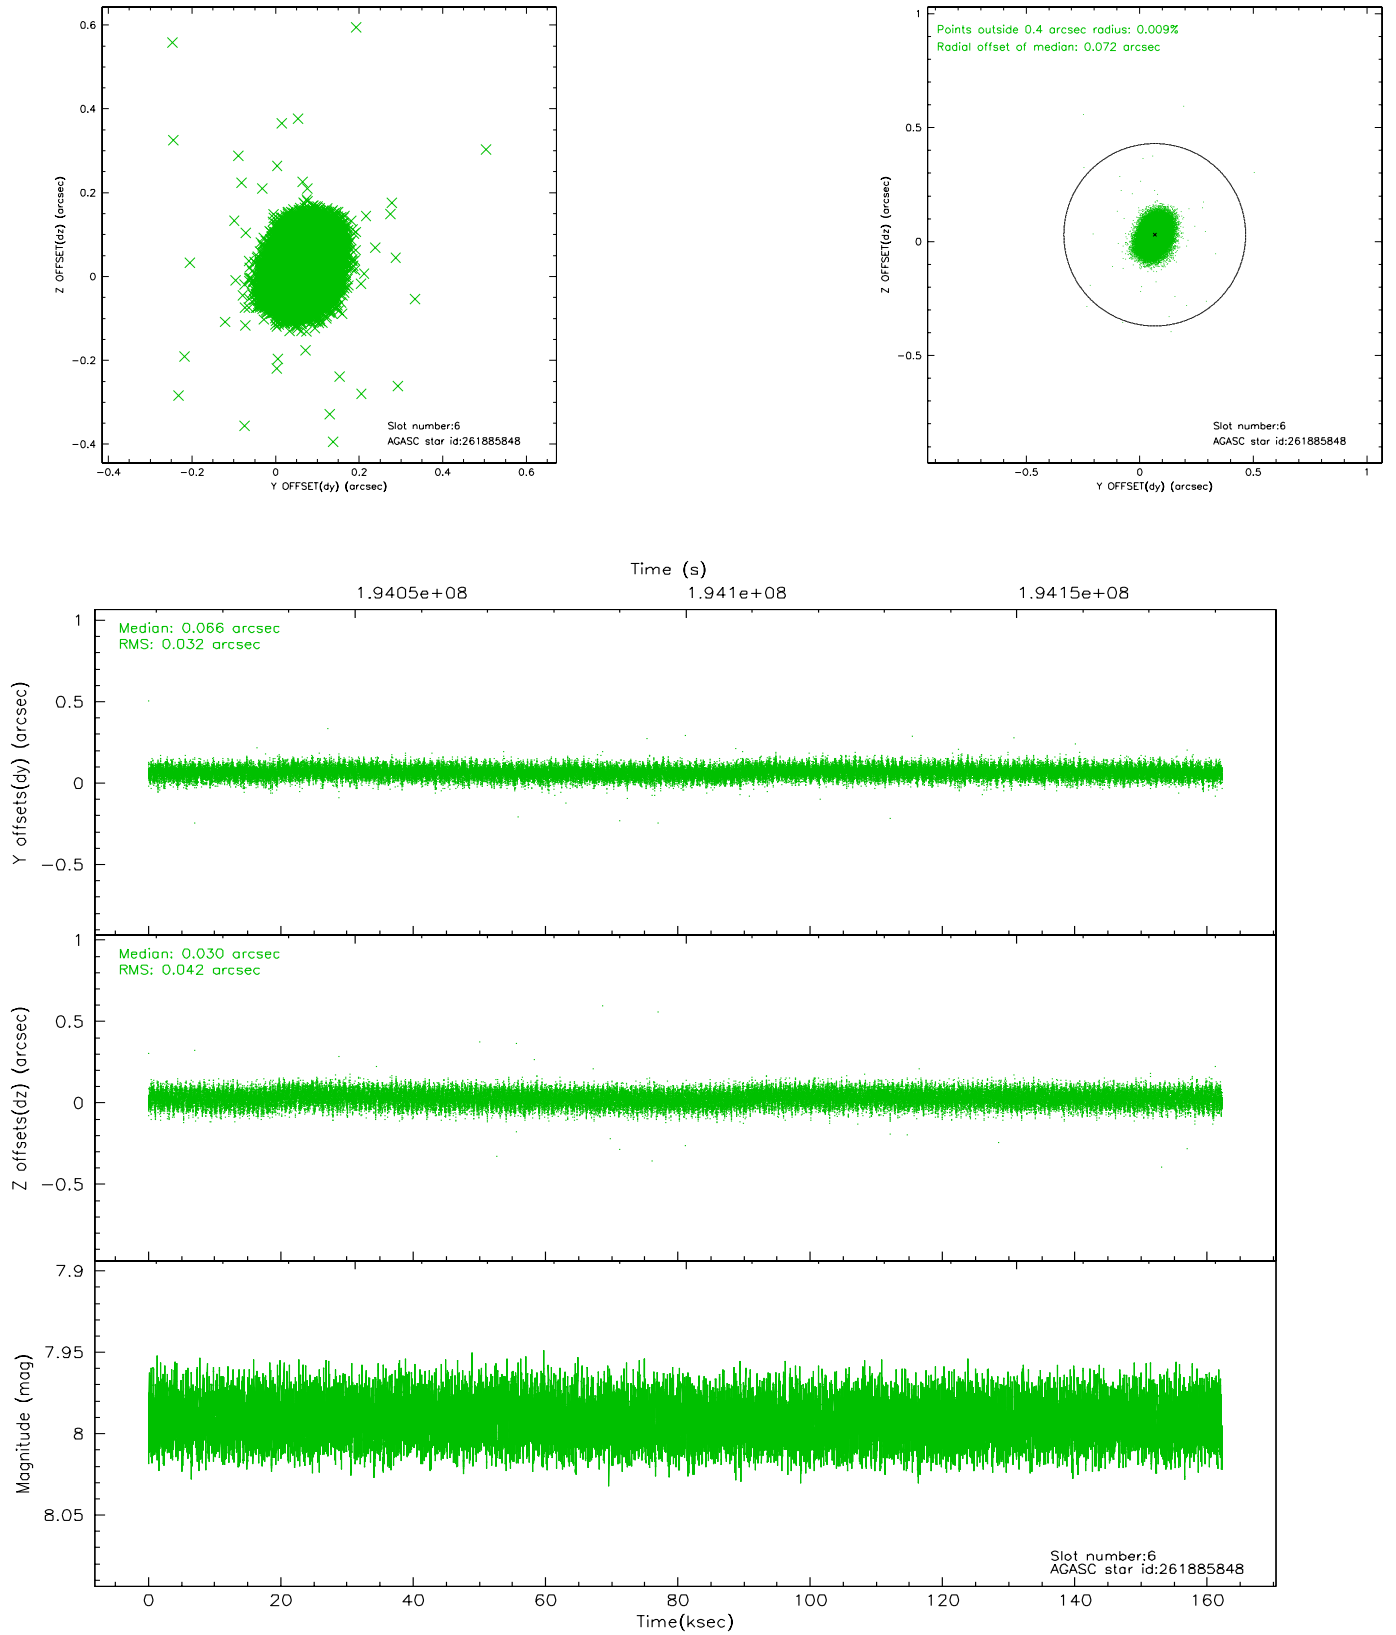 0.6
0.4
0.2
0
−0.2
−0.4
Z OFFSET(dz) (arcsec)
Slot number:6
AGASC star id:261885848
−0.4 −0.2 0 0.2 0.4 0.6
Y OFFSET(dy) (arcsec)
1
0.5
0
−0.5
Z OFFSET(dz) (arcsec)
Points outside 0.4 arcsec radius: 0.009%
Radial offset of median: 0.072 arcsec
Slot number:6
AGASC star id:261885848
−0.5 0 0.5 1
Y OFFSET(dy) (arcsec)
Time (s)
1.9405e+08 1.941e+08 1.9415e+08
1
0.5
0
−0.5
Y offsets(dy) (arcsec)
Median: 0.066 arcsec
RMS: 0.032 arcsec
1
0.5
0
−0.5
Z offsets(dz) (arcsec)
Median: 0.030 arcsec
RMS: 0.042 arcsec
7.9
7.95
8
8.05
Magnitude (mag)
Slot number:6
AGASC star id:261885848
0 20 40 60 80 100 120 140 160
Time(ksec)